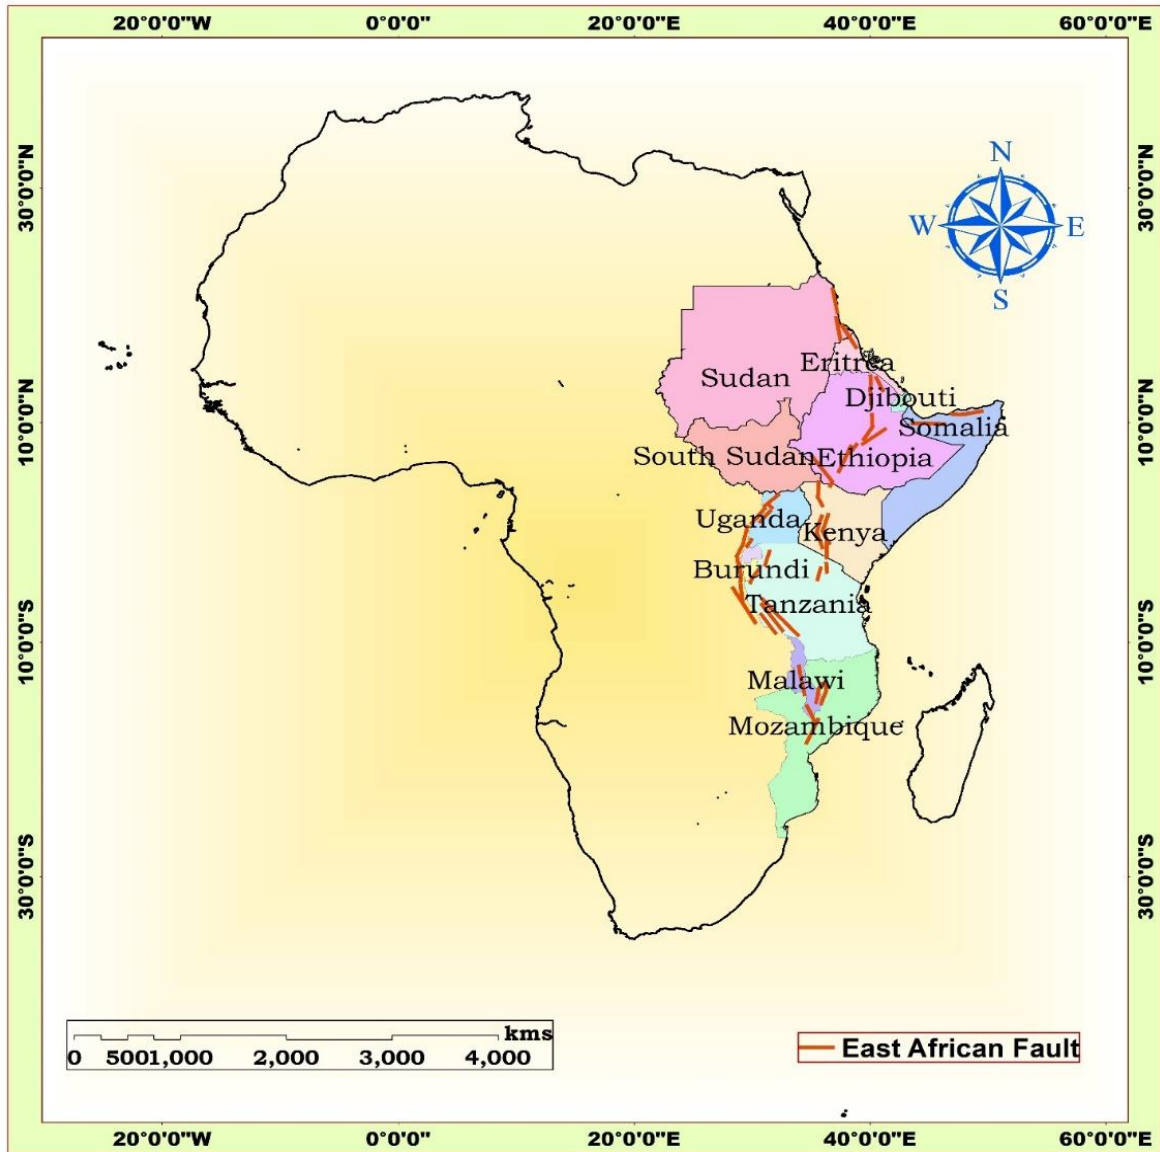 20°0'0"W 0°0'0" 20°0'0"E 40°0'0"E 60°0'0"E
30°0'0"N
10°0'0"N
10°0'0"S
30°0'0"S
N
W E
S
30°0'0"N
10°0'0"N
10°0'0"S
30°0'0"S
Eritrea
Sudan
Djibouti
Somalia
South Sudan
Ethiopia
Uganda
Kenya
Burundi
Tanzania
Malawi
Mozambique
kms
0 500 1,000 2,000 3,000 4,000
East African Fault
20°0'0"W 0°0'0" 20°0'0"E 40°0'0"E 60°0'0"E